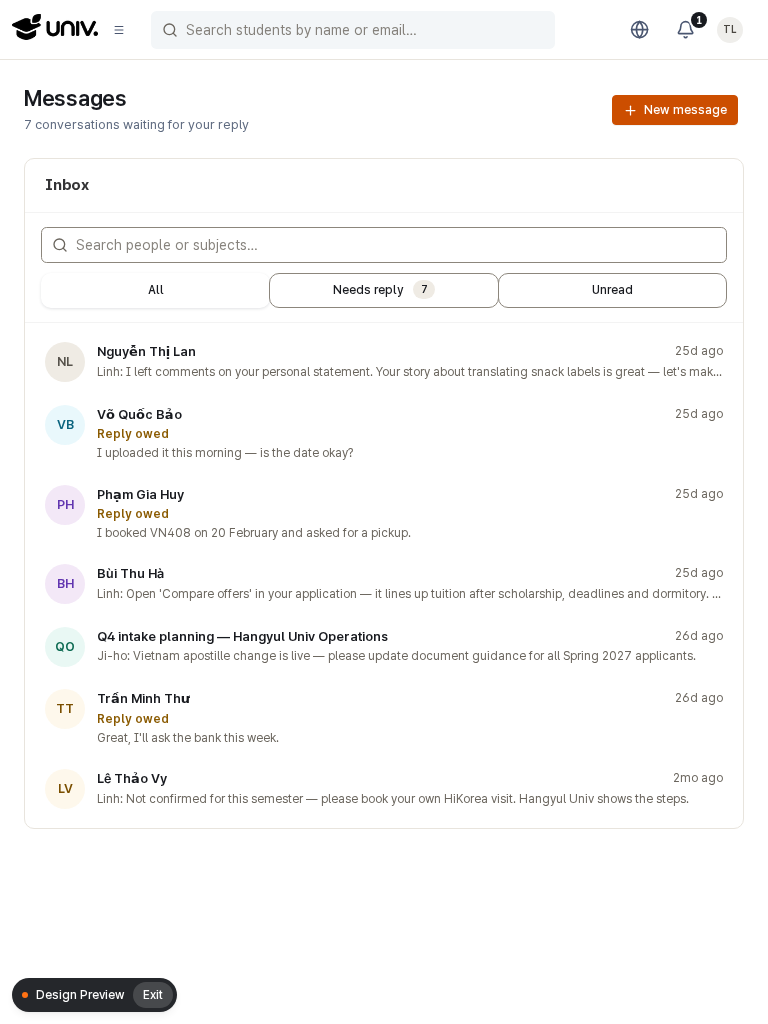 UNIV.
Search students by name or email...
1
TL
Messages
7 conversations waiting for your reply
New message
Inbox
Search people or subjects...
All
Needs reply 7
Unread
NL
Nguyễn Thị Lan
25d ago
Linh: I left comments on your personal statement. Your story about translating snack labels is great — let's mak...
VB
Võ Quốc Bảo
25d ago
Reply owed
I uploaded it this morning — is the date okay?
PH
Phạm Gia Huy
25d ago
Reply owed
I booked VN408 on 20 February and asked for a pickup.
BH
Bùi Thu Hà
25d ago
Linh: Open 'Compare offers' in your application — it lines up tuition after scholarship, deadlines and dormitory. ...
QO
Q4 intake planning — Hangyul Univ Operations
26d ago
Ji-ho: Vietnam apostille change is live — please update document guidance for all Spring 2027 applicants.
TT
Trần Minh Thư
26d ago
Reply owed
Great, I'll ask the bank this week.
LV
Lê Thảo Vy
2mo ago
Linh: Not confirmed for this semester — please book your own HiKorea visit. Hangyul Univ shows the steps.
Design Preview
Exit